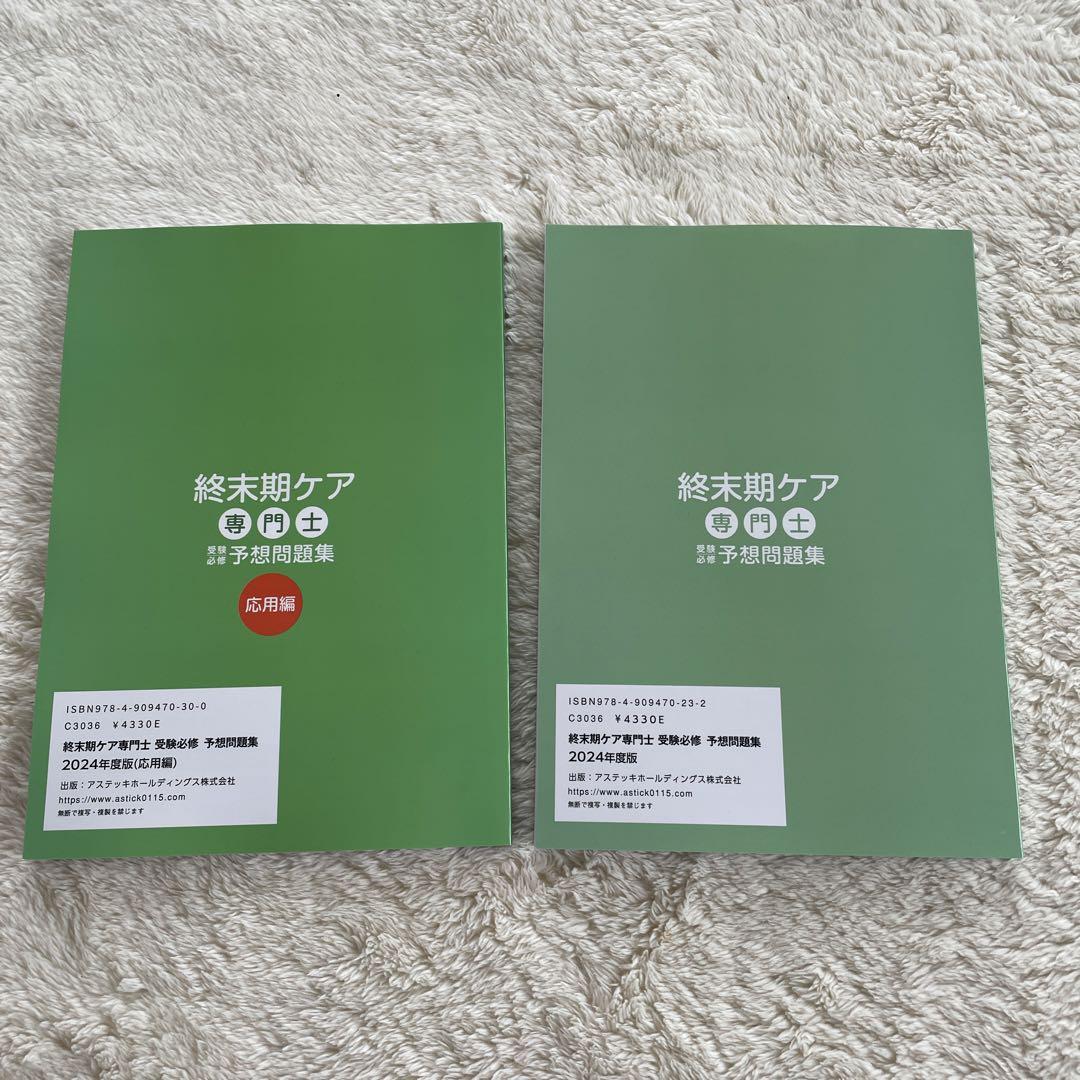 終末期ケア
専門士
受験必修 予想問題集
応用編
ISBN978-4-909470-30-0
C3036 ¥4330E
終末期ケア専門士 受験必修 予想問題集
2024年度版(応用編)
出版：アステッキホールディングス株式会社
https://www.astick0115.com
無断で複写・複製を禁じます
終末期ケア
専門士
受験必修 予想問題集
ISBN978-4-909470-23-2
C3036 ¥4330E
終末期ケア専門士 受験必修 予想問題集
2024年度版
出版：アステッキホールディングス株式会社
https://www.astick0115.com
無断で複写・複製を禁じます